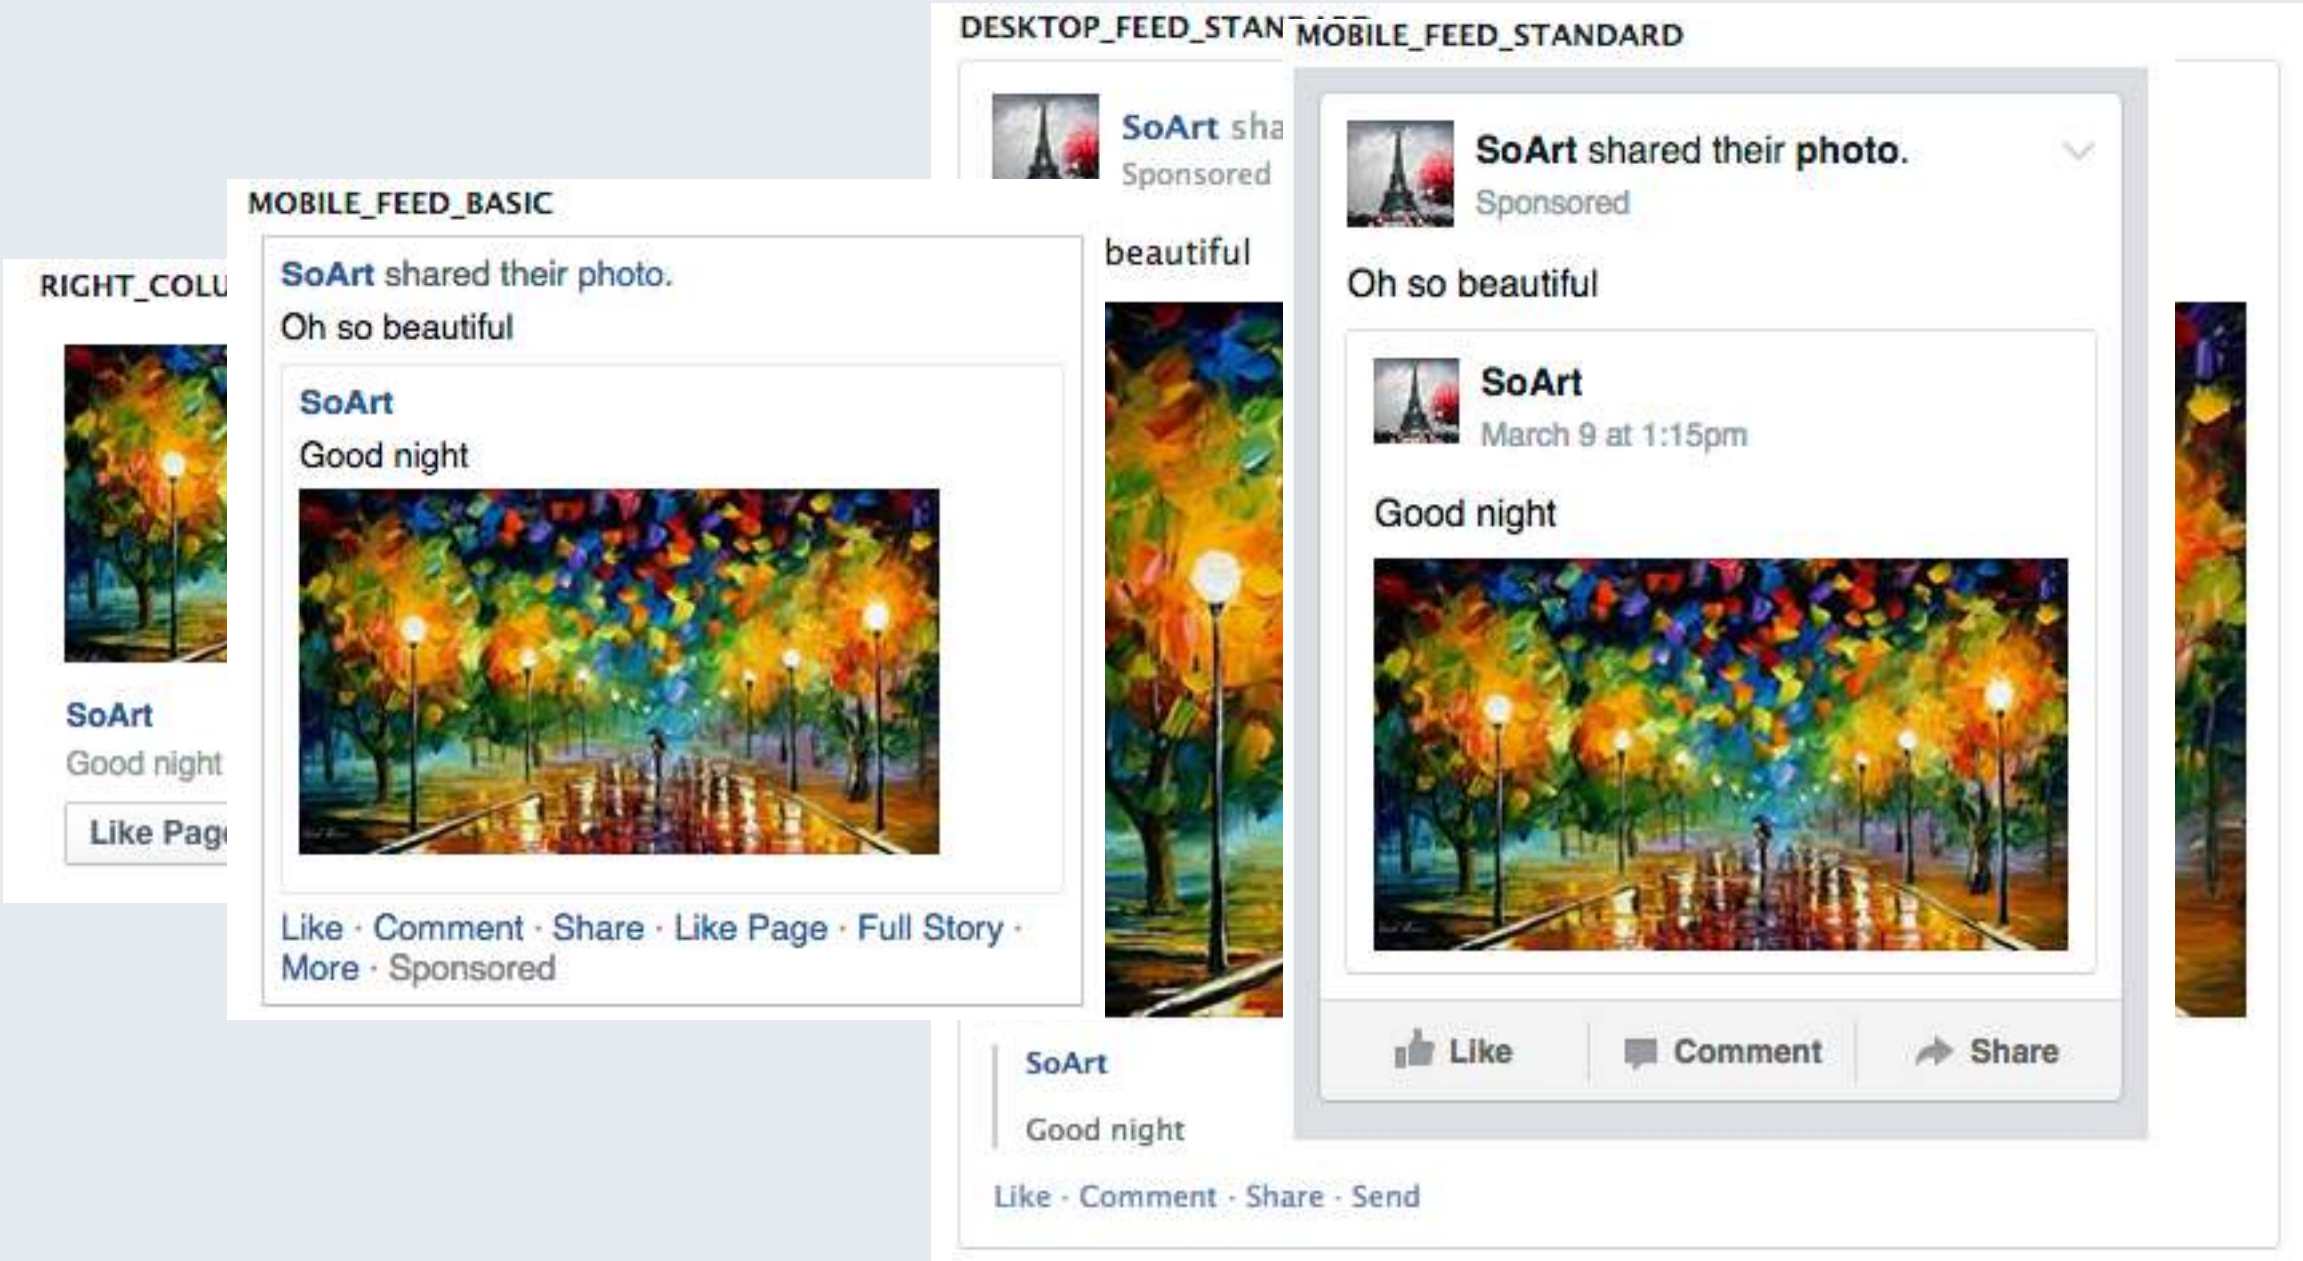 RIGHT_COLU
SoArt
Good night
Like Page
MOBILE_FEED_BASIC
SoArt shared their photo.
Oh so beautiful
SoArt
Good night
Like · Comment · Share · Like Page · Full Story ·
More · Sponsored
DESKTOP_FEED_STAN
SoArt sha
Sponsored
beautiful
SoArt
Good night
Like · Comment · Share · Send
MOBILE_FEED_STANDARD
SoArt shared their photo.
Sponsored
Oh so beautiful
SoArt
March 9 at 1:15pm
Good night
Like
Comment
Share